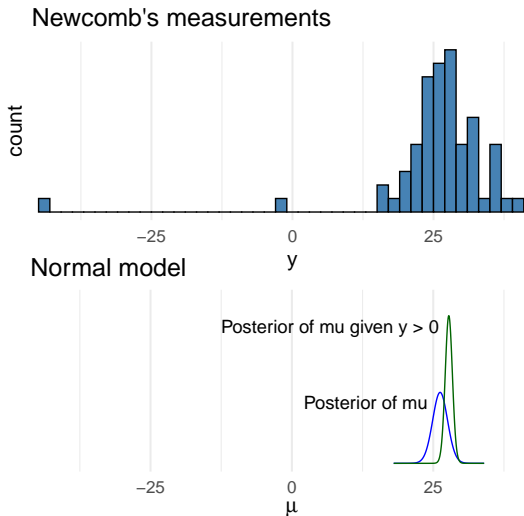 Newcomb's measurements
count
−25 0 25
y
Normal model
Posterior of mu given y > 0
Posterior of mu
−25 0 25
μ